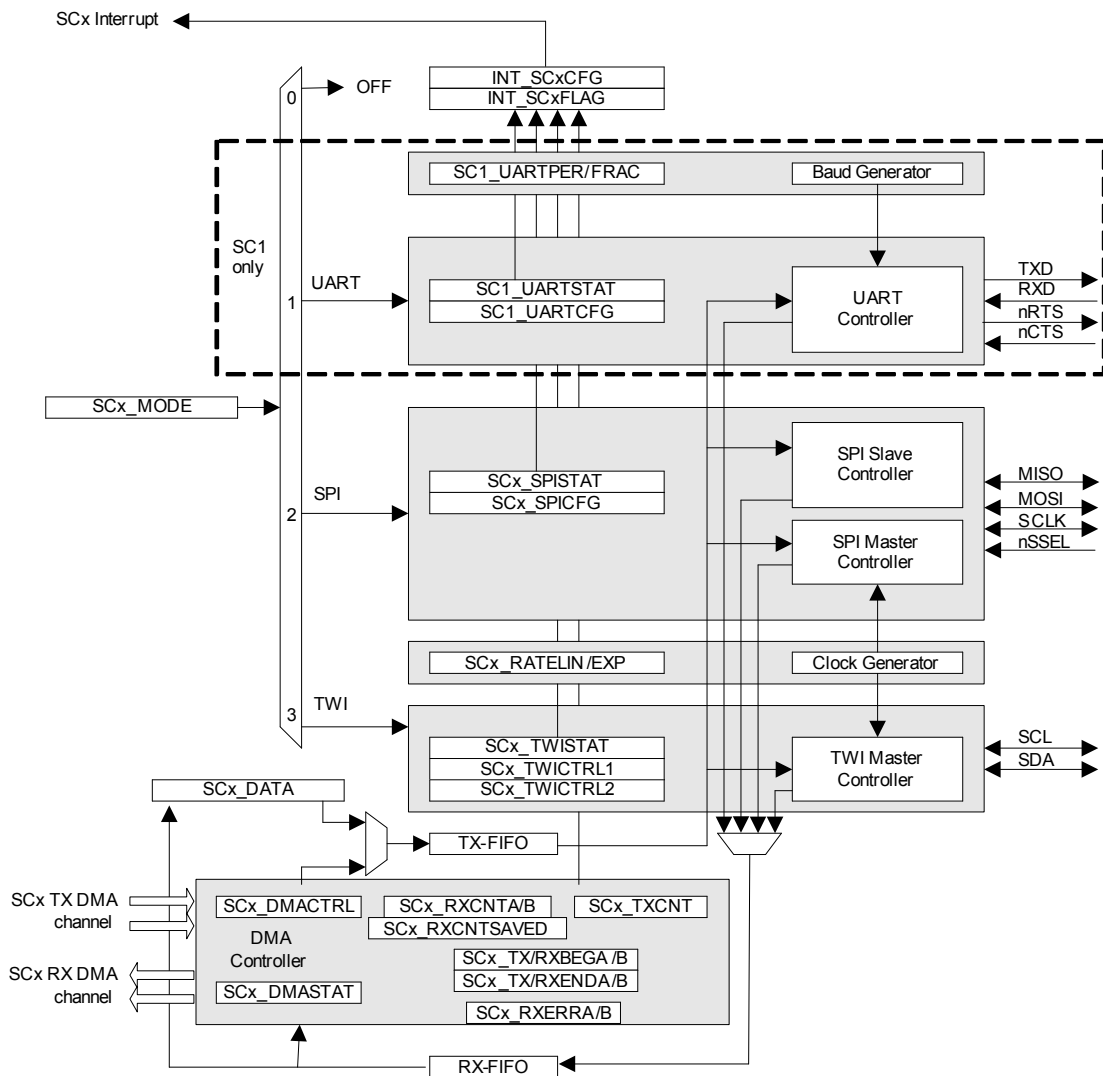 SCx Interrupt
INT_SCxCFG
INT_SCxFLAG
0
OFF
SC1_UARTPER/FRAC
Baud Generator
SC1
only
UART
1
SC1_UARTSTAT
SC1_UARTCFG
UART
Controller
TXD
RXD
nRTS
nCTS
SCx_MODE
SPI
2
SCx_SPISTAT
SCx_SPICFG
SPI Slave
Controller
SPI Master
Controller
MISO
MOSI
SCLK
nSSEL
SCx_RATELIN/EXP
Clock Generator
TWI
3
SCx_TWISTAT
SCx_TWICTRL1
SCx_TWICTRL2
TWI Master
Controller
SCL
SDA
SCx_DATA
TX-FIFO
SCx TX DMA
channel
SCx RX DMA
channel
SCx_DMACTRL
SCx_RXCNTA/B
SCx_TXCNT
SCx_RXCNTSAVED
DMA
Controller
SCx_TX/RXBEGA/B
SCx_TX/RXENDA/B
SCx_DMASTAT
SCx_RXERRA/B
RX-FIFO